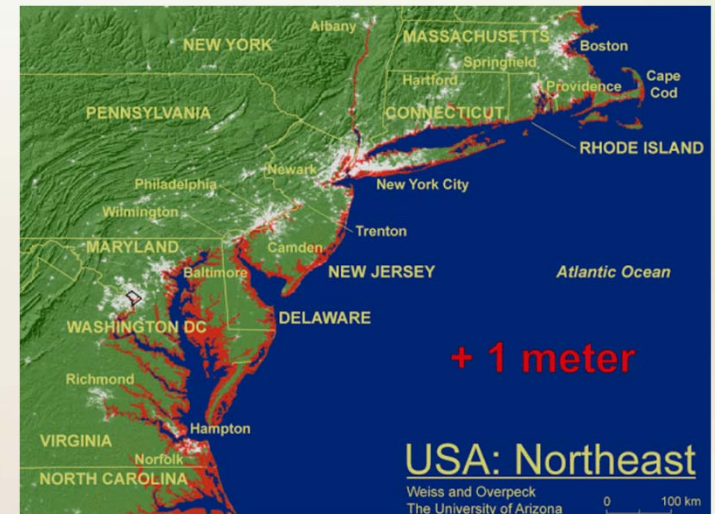 Albany
NEW YORK
MASSACHUSETTS
Boston
Springfield
Hartford
Providence
Cape
Cod
PENNSYLVANIA
CONNECTICUT
RHODE ISLAND
Newark
Philadelphia
New York City
Wilmington
Trenton
MARYLAND
Camden
Baltimore
NEW JERSEY
Atlantic Ocean
DELAWARE
WASHINGTON DC
+ 1 meter
Richmond
Hampton
VIRGINIA
Norfolk
NORTH CAROLINA
USA: Northeast
Weiss and Overpeck
The University of Arizona
0 100 km